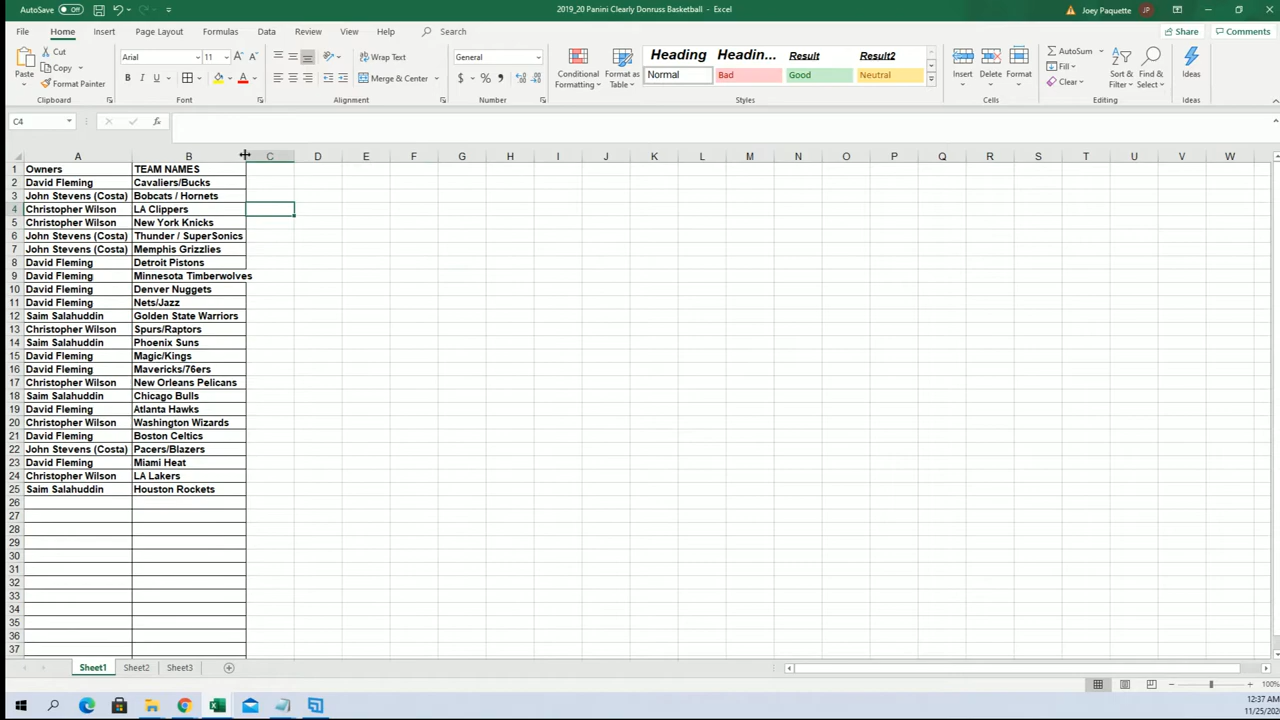 AutoSave Off 2019_20 Panini Clearly Donruss Basketball - Excel Joey Paquette JP
File Home Insert Page Layout Formulas Data Review View Help Search Share Comments
Cut
Copy
Format Painter
Paste
Clipboard
Arial 11
Font
Wrap Text
Merge & Center
Alignment
General
Number
Conditional Formatting
Format as Table
Heading Headin... Result Result2
Normal Bad Good Neutral
Styles
Insert Delete Format
Cells
AutoSum
Fill
Clear
Sort & Filter
Find & Select
Editing
Ideas
Ideas
C4 fx
A B C D E F G H I J K L M N O P Q R S T U V W
1 Owners TEAM NAMES
2 David Fleming Cavaliers/Bucks
3 John Stevens (Costa) Bobcats / Hornets
4 Christopher Wilson LA Clippers
5 Christopher Wilson New York Knicks
6 John Stevens (Costa) Thunder / SuperSonics
7 John Stevens (Costa) Memphis Grizzlies
8 David Fleming Detroit Pistons
9 David Fleming Minnesota Timberwolves
10 David Fleming Denver Nuggets
11 David Fleming Nets/Jazz
12 Saim Salahuddin Golden State Warriors
13 Christopher Wilson Spurs/Raptors
14 Saim Salahuddin Phoenix Suns
15 David Fleming Magic/Kings
16 David Fleming Mavericks/76ers
17 Christopher Wilson New Orleans Pelicans
18 Saim Salahuddin Chicago Bulls
19 David Fleming Atlanta Hawks
20 Christopher Wilson Washington Wizards
21 David Fleming Boston Celtics
22 John Stevens (Costa) Pacers/Blazers
23 David Fleming Miami Heat
24 Christopher Wilson LA Lakers
25 Saim Salahuddin Houston Rockets
26
27
28
29
30
31
32
33
34
35
36
37
Sheet1 Sheet2 Sheet3
100%
12:37 AM